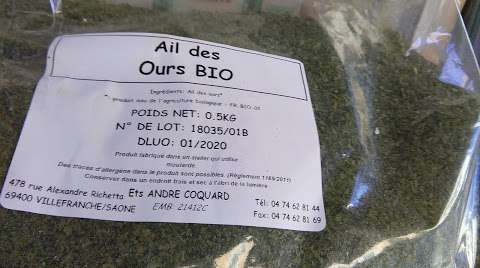 Ail des
Ours BIO
Ingrédients: Ail des ours*
Produit issu de l'agriculture biologique - FR-BIO-01
POIDS NET: 0.5KG
N° DE LOT: 18035/01B
DLUO: 01/2020
Produit fabriqué dans un atelier qui utilise
moutarde.
Des traces d'allergène dans le produit sont possibles. (Règlement 1169/2011)
Conservez dans un endroit frais et sec à l'abri de la lumière
478 rue Alexandre Richetta Ets ANDRE COQUARD Tél: 04 74 62 81 44
69400 VILLEFRANCHE/SAONE EMB 21412C Fax: 04 74 62 81 69